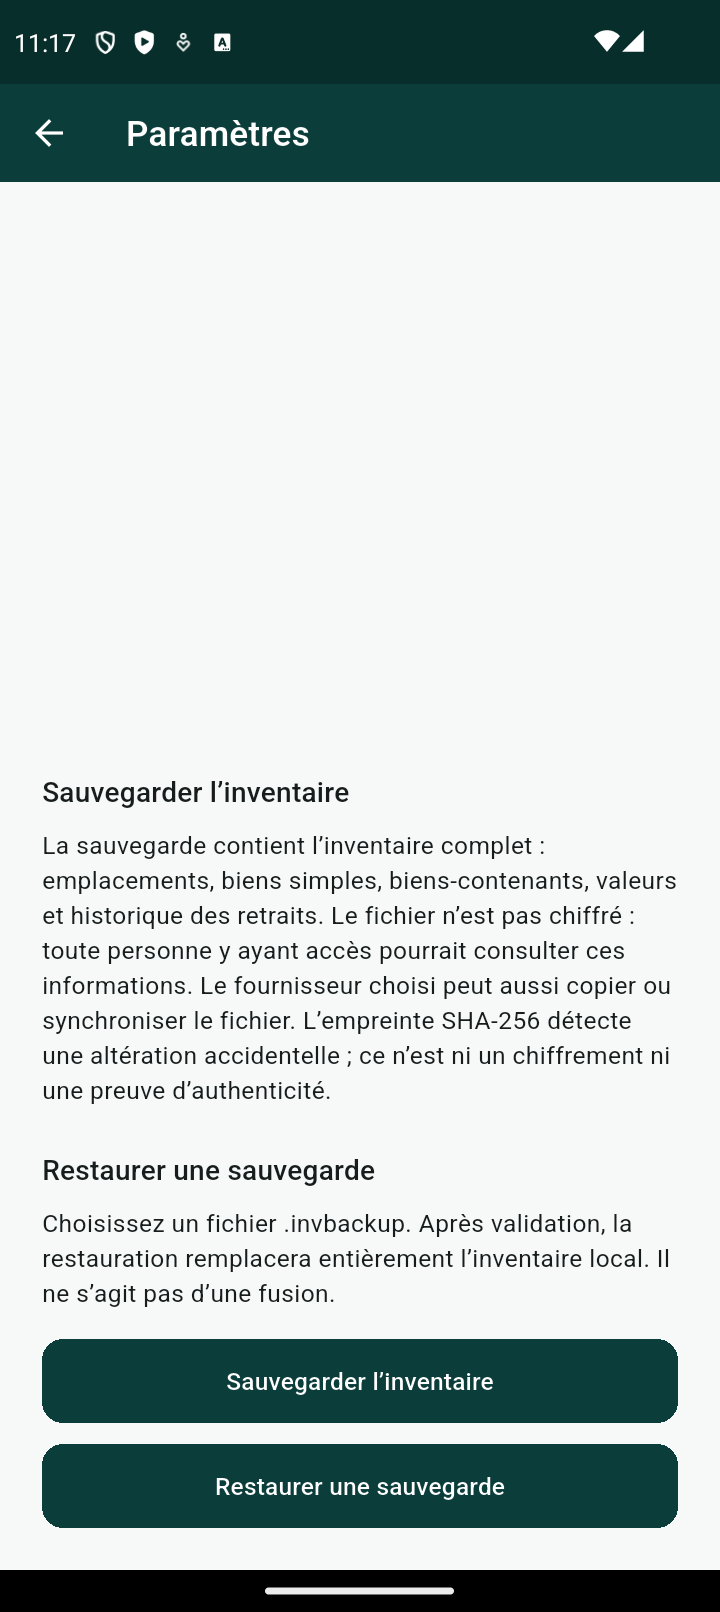 11:17
Paramètres
Sauvegarder l’inventaire
La sauvegarde contient l’inventaire complet :
emplacements, biens simples, biens-contenants, valeurs
et historique des retraits. Le fichier n’est pas chiffré :
toute personne y ayant accès pourrait consulter ces
informations. Le fournisseur choisi peut aussi copier ou
synchroniser le fichier. L’empreinte SHA-256 détecte
une altération accidentelle ; ce n’est ni un chiffrement ni
une preuve d’authenticité.
Restaurer une sauvegarde
Choisissez un fichier .invbackup. Après validation, la
restauration remplacera entièrement l’inventaire local. Il
ne s’agit pas d’une fusion.
Sauvegarder l’inventaire
Restaurer une sauvegarde